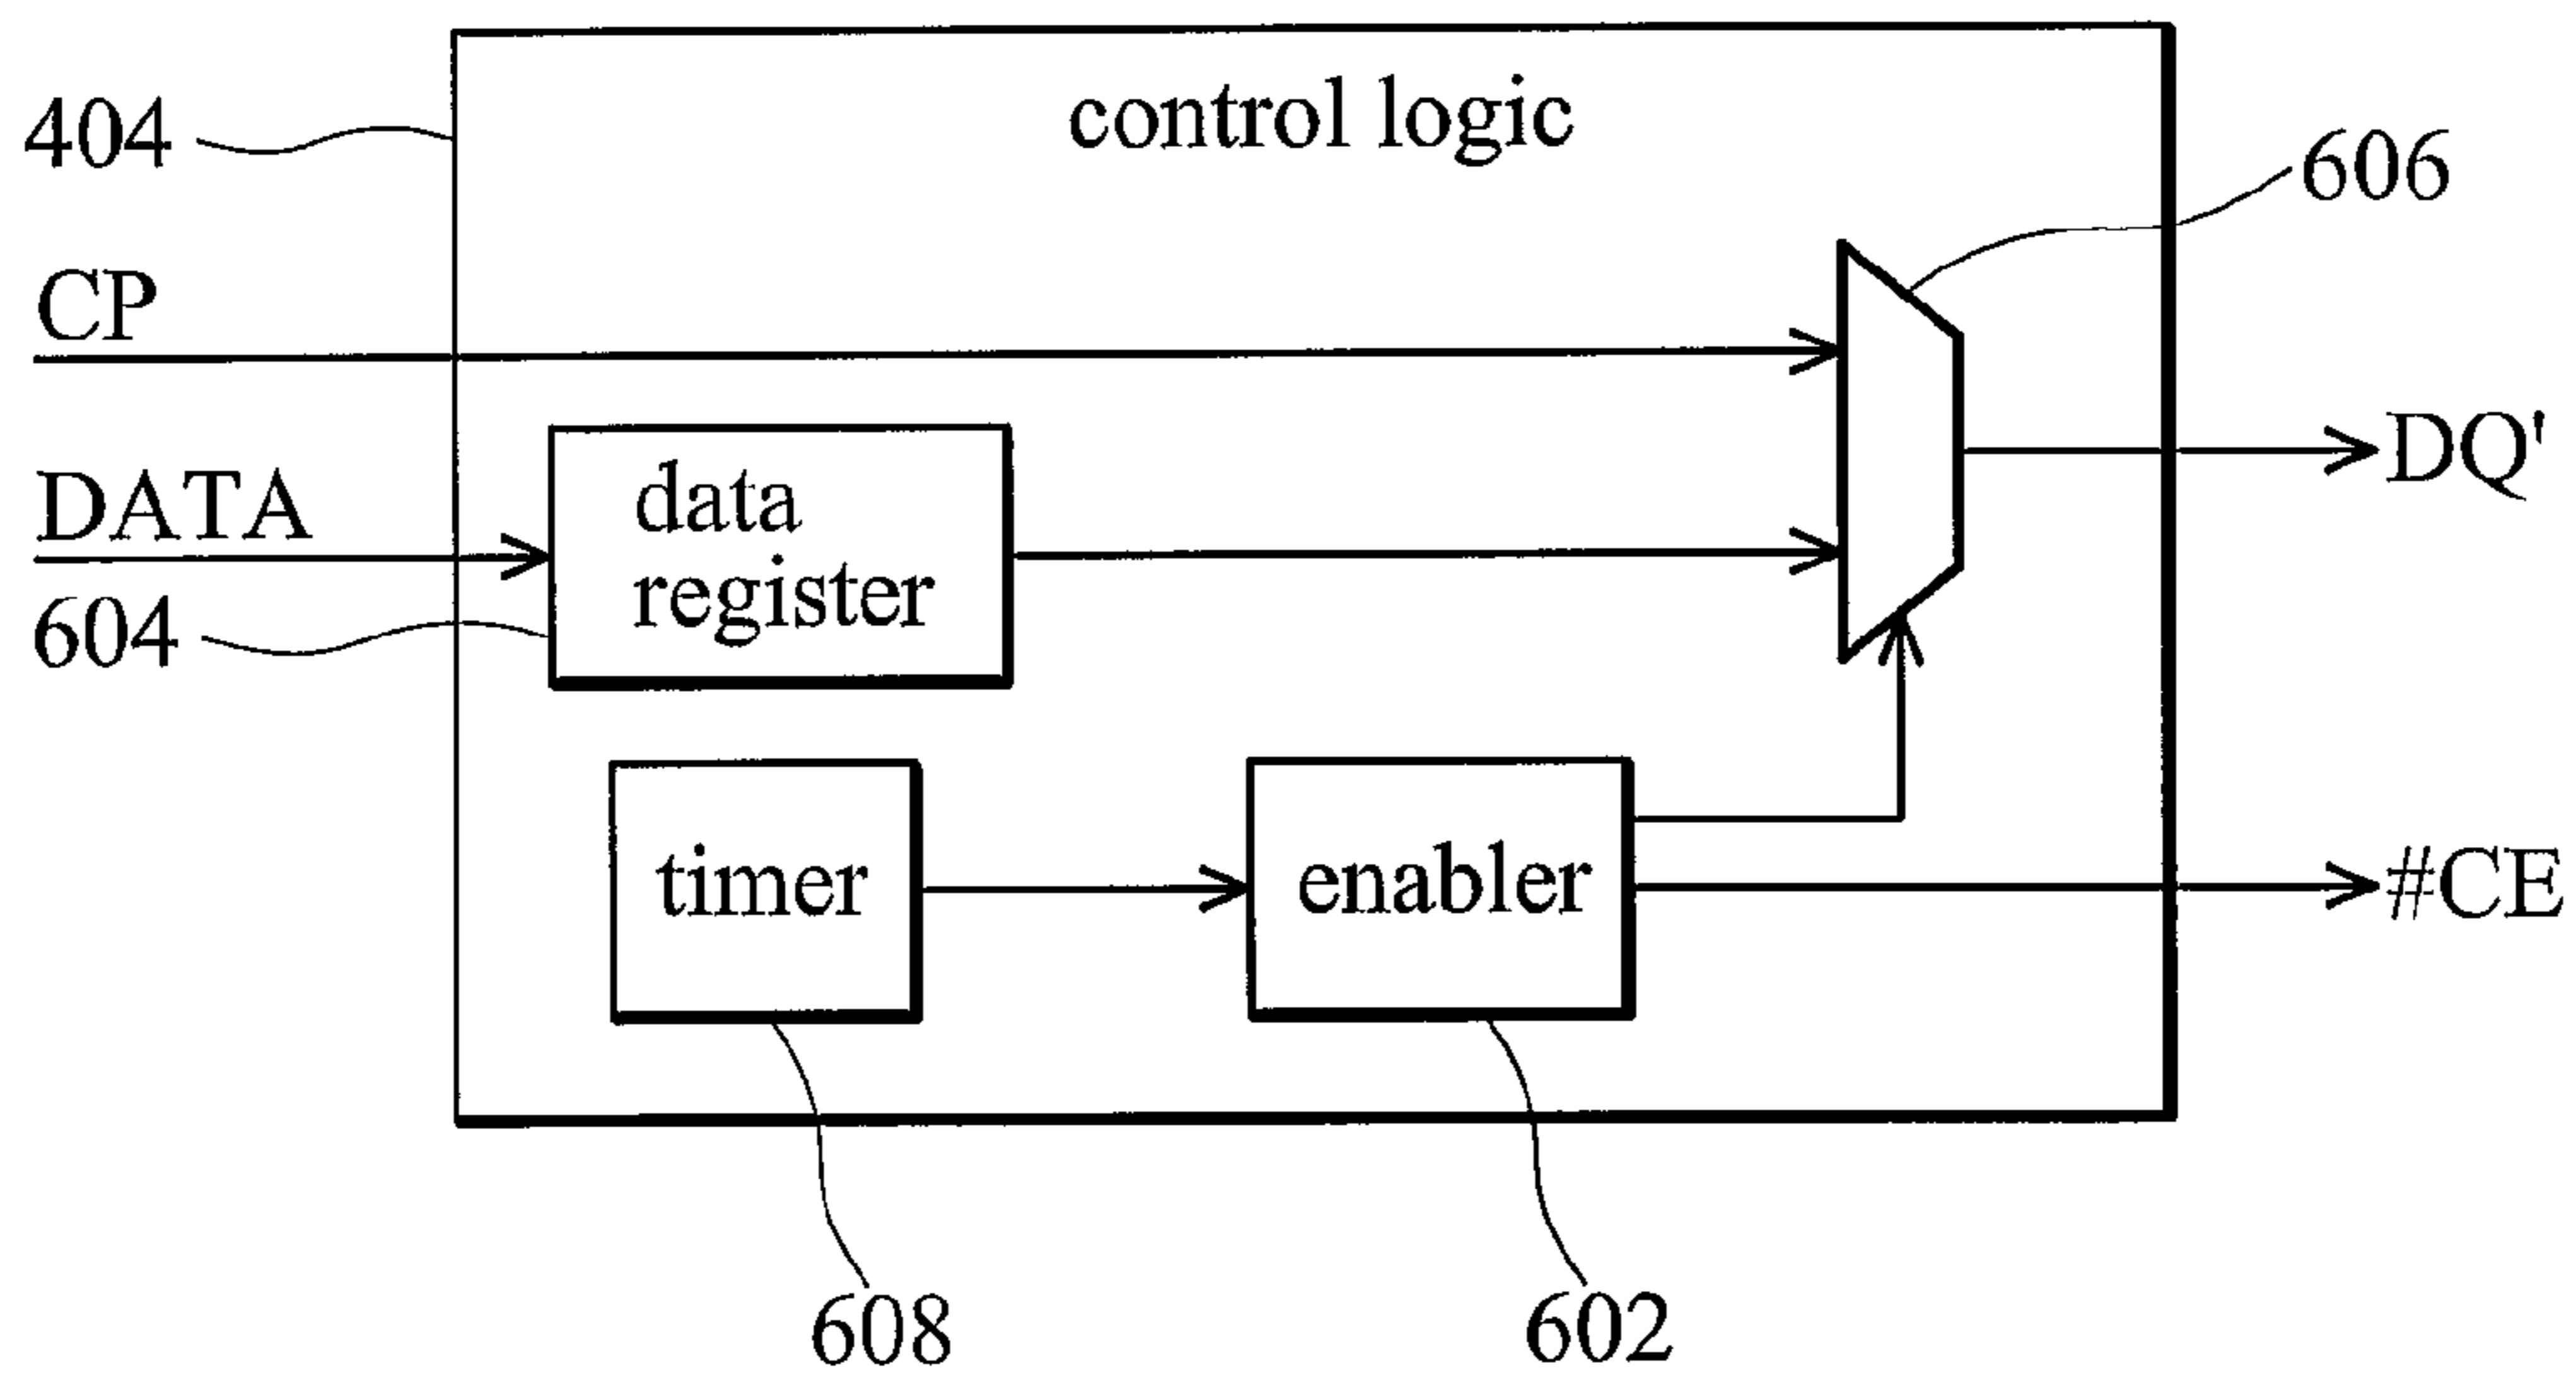 control logic
404
606
CP
DQ'
DATA
data
register
604
timer
enabler
#CE
608
602